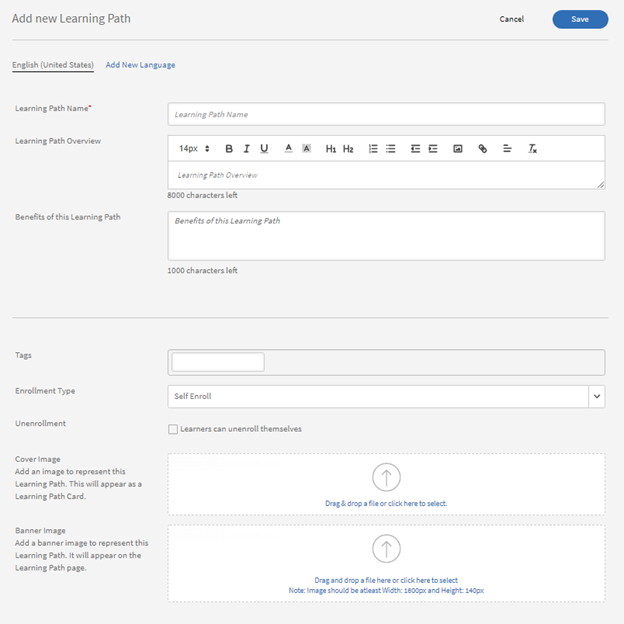 Add new Learning Path
Cancel
Save
English (United States)
Add New Language
Learning Path Name*
Learning Path Name
Learning Path Overview
14px B I U A A H1 H2
Learning Path Overview
8000 characters left
Benefits of this Learning Path
Benefits of this Learning Path
1000 characters left
Tags
Enrollment Type
Self Enroll
Unenrollment
Learners can unenroll themselves
Cover Image
Add an image to represent this
Learning Path. This will appear as a
Learning Path Card.
Drag & drop a file or click here to select.
Banner Image
Add a banner image to represent this
Learning Path. It will appear on the
Learning Path page.
Drag and drop a file here or click here to select
Note: Image should be atleast Width: 1600px and Height: 140px